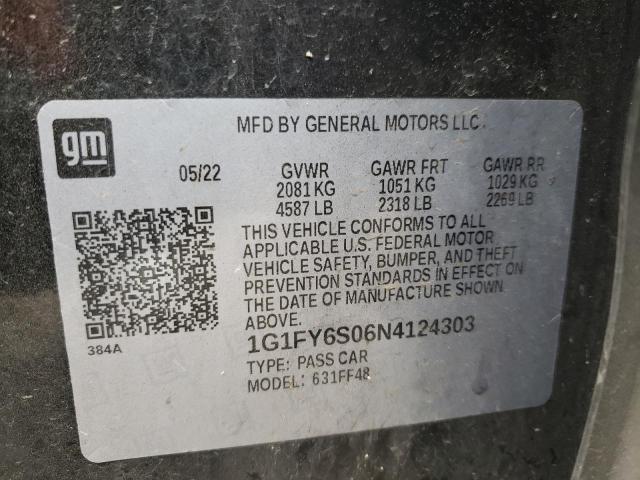 gm
MFD BY GENERAL MOTORS LLC
05/22 GVWR GAWR FRT GAWR RR
2081 KG 1051 KG 1029 KG
4587 LB 2318 LB 2269 LB
THIS VEHICLE CONFORMS TO ALL
APPLICABLE U.S. FEDERAL MOTOR
VEHICLE SAFETY, BUMPER, AND THEFT
PREVENTION STANDARDS IN EFFECT ON
THE DATE OF MANUFACTURE SHOWN
ABOVE.
384A
1G1FY6S06N4124303
TYPE: PASS CAR
MODEL: 631FF48